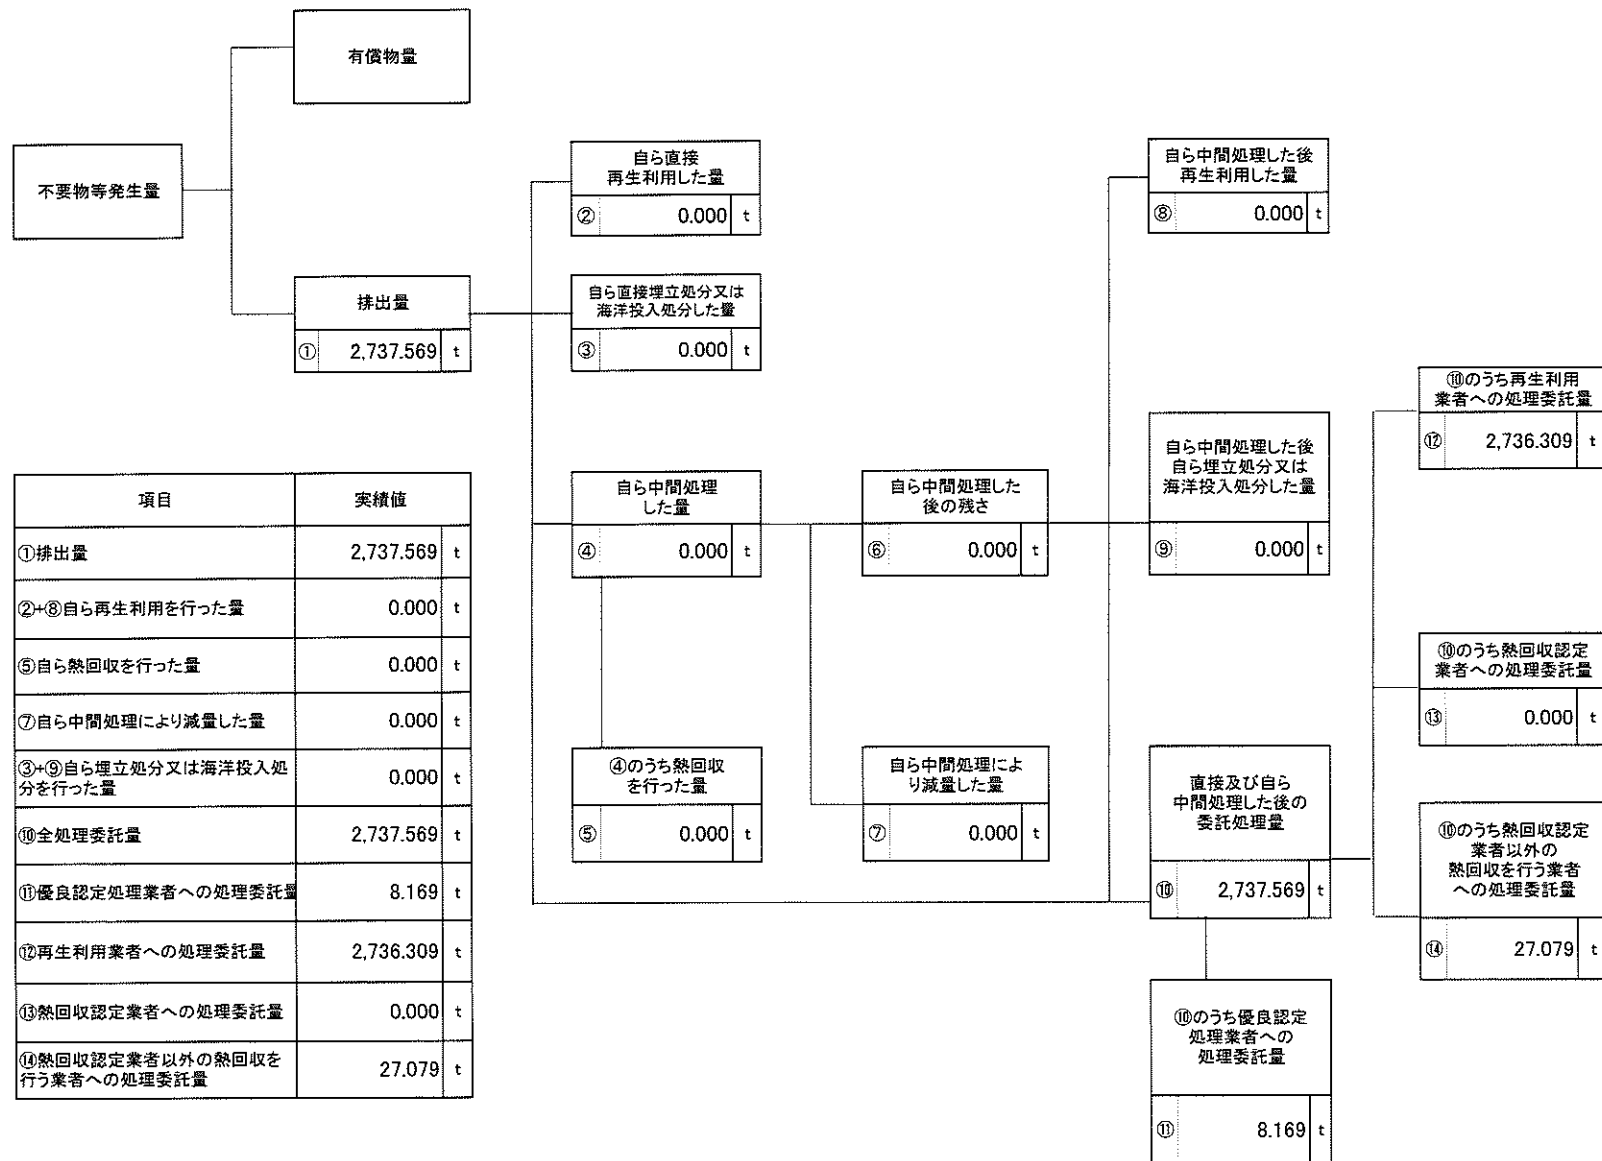 有償物量
不要物等発生量
排出量
① 2,737.569 t
自ら直接
再生利用した量
② 0.000 t
自ら直接埋立処分又は
海洋投入処分した量
③ 0.000 t
自ら中間処理
した量
④ 0.000 t
④のうち熱回収
を行った量
⑤ 0.000 t
自ら中間処理した
後の残さ
⑥ 0.000 t
自ら中間処理によ
り減量した量
⑦ 0.000 t
自ら中間処理した後
再生利用した量
⑧ 0.000 t
自ら中間処理した後
自ら埋立処分又は
海洋投入処分した量
⑨ 0.000 t
直接及び自ら
中間処理した後の
委託処理量
⑩ 2,737.569 t
⑩のうち優良認定
処理業者への
処理委託量
⑪ 8.169 t
⑩のうち再生利用
業者への処理委託量
⑫ 2,736.309 t
⑩のうち熱回収認定
業者への処理委託量
⑬ 0.000 t
⑩のうち熱回収認定
業者以外の
熱回収を行う業者
への処理委託量
⑭ 27.079 t
項目 実績値
①排出量 2,737.569 t
②+⑧自ら再生利用を行った量 0.000 t
⑤自ら熱回収を行った量 0.000 t
⑦自ら中間処理により減量した量 0.000 t
③+⑨自ら埋立処分又は海洋投入処
分を行った量 0.000 t
⑩全処理委託量 2,737.569 t
⑪優良認定処理業者への処理委託量 8.169 t
⑫再生利用業者への処理委託量 2,736.309 t
⑬熱回収認定業者への処理委託量 0.000 t
⑭熱回収認定業者以外の熱回収を
行う業者への処理委託量 27.079 t